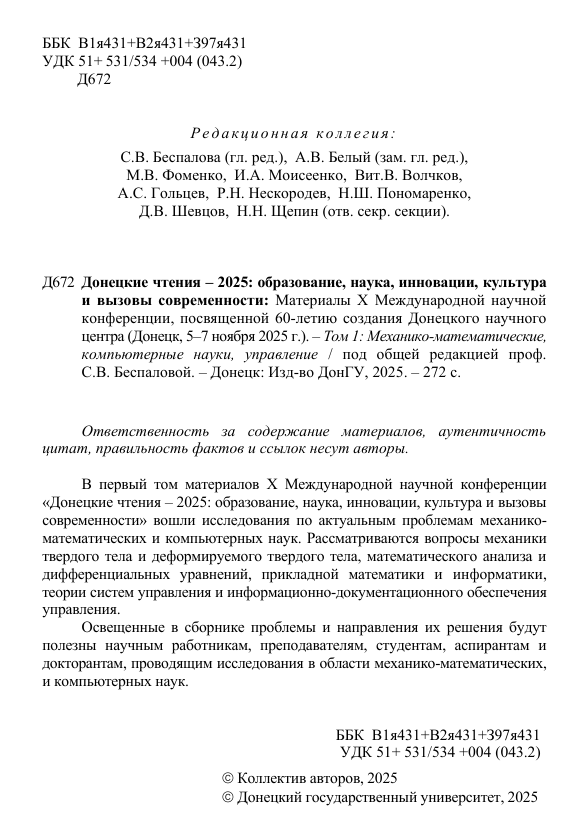 ББК В1я431+В2я431+З97я431
УДК 51+ 531/534 +004 (043.2)
Д672
Редакционная коллегия:
С.В. Беспалова (гл. ред.), А.В. Белый (зам. гл. ред.),
М.В. Фоменко, И.А. Моисеенко, Вит.В. Волчков,
А.С. Гольцев, Р.Н. Нескородев, Н.Ш. Пономаренко,
Д.В. Шевцов, Н.Н. Щепин (отв. секр. секции).
Д672 Донецкие чтения – 2025: образование, наука, инновации, культура
и вызовы современности: Материалы X Международной научной
конференции, посвященной 60-летию создания Донецкого научного
центра (Донецк, 5–7 ноября 2025 г.). – Том 1: Механико-математические,
компьютерные науки, управление / под общей редакцией проф.
С.В. Беспаловой. – Донецк: Изд-во ДонГУ, 2025. – 272 с.
Ответственность за содержание материалов, аутентичность
цитат, правильность фактов и ссылок несут авторы.
В первый том материалов X Международной научной конференции
«Донецкие чтения – 2025: образование, наука, инновации, культура и вызовы
современности» вошли исследования по актуальным проблемам механико-
математических и компьютерных наук. Рассматриваются вопросы механики
твердого тела и деформируемого твердого тела, математического анализа и
дифференциальных уравнений, прикладной математики и информатики,
теории систем управления и информационно-документационного обеспечения
управления.
Освещенные в сборнике проблемы и направления их решения будут
полезны научным работникам, преподавателям, студентам, аспирантам и
докторантам, проводящим исследования в области механико-математических,
и компьютерных наук.
ББК В1я431+В2я431+З97я431
УДК 51+ 531/534 +004 (043.2)
© Коллектив авторов, 2025
© Донецкий государственный университет, 2025